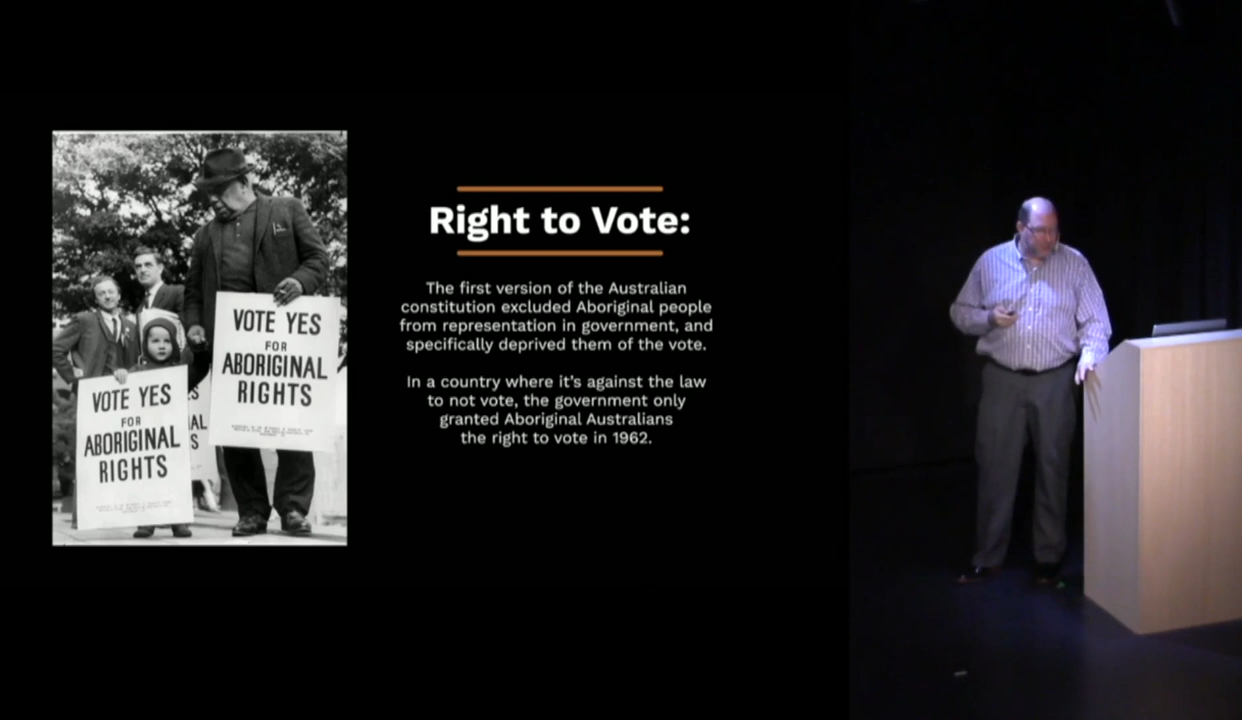 VOTE YES
FOR
ABORIGINAL
RIGHTS
VOTE YES
FOR
ABORIGINAL
RIGHTS
AL
S
Right to Vote:
The first version of the Australian
constitution excluded Aboriginal people
from representation in government, and
specifically deprived them of the vote.
In a country where it’s against the law
to not vote, the government only
granted Aboriginal Australians
the right to vote in 1962.